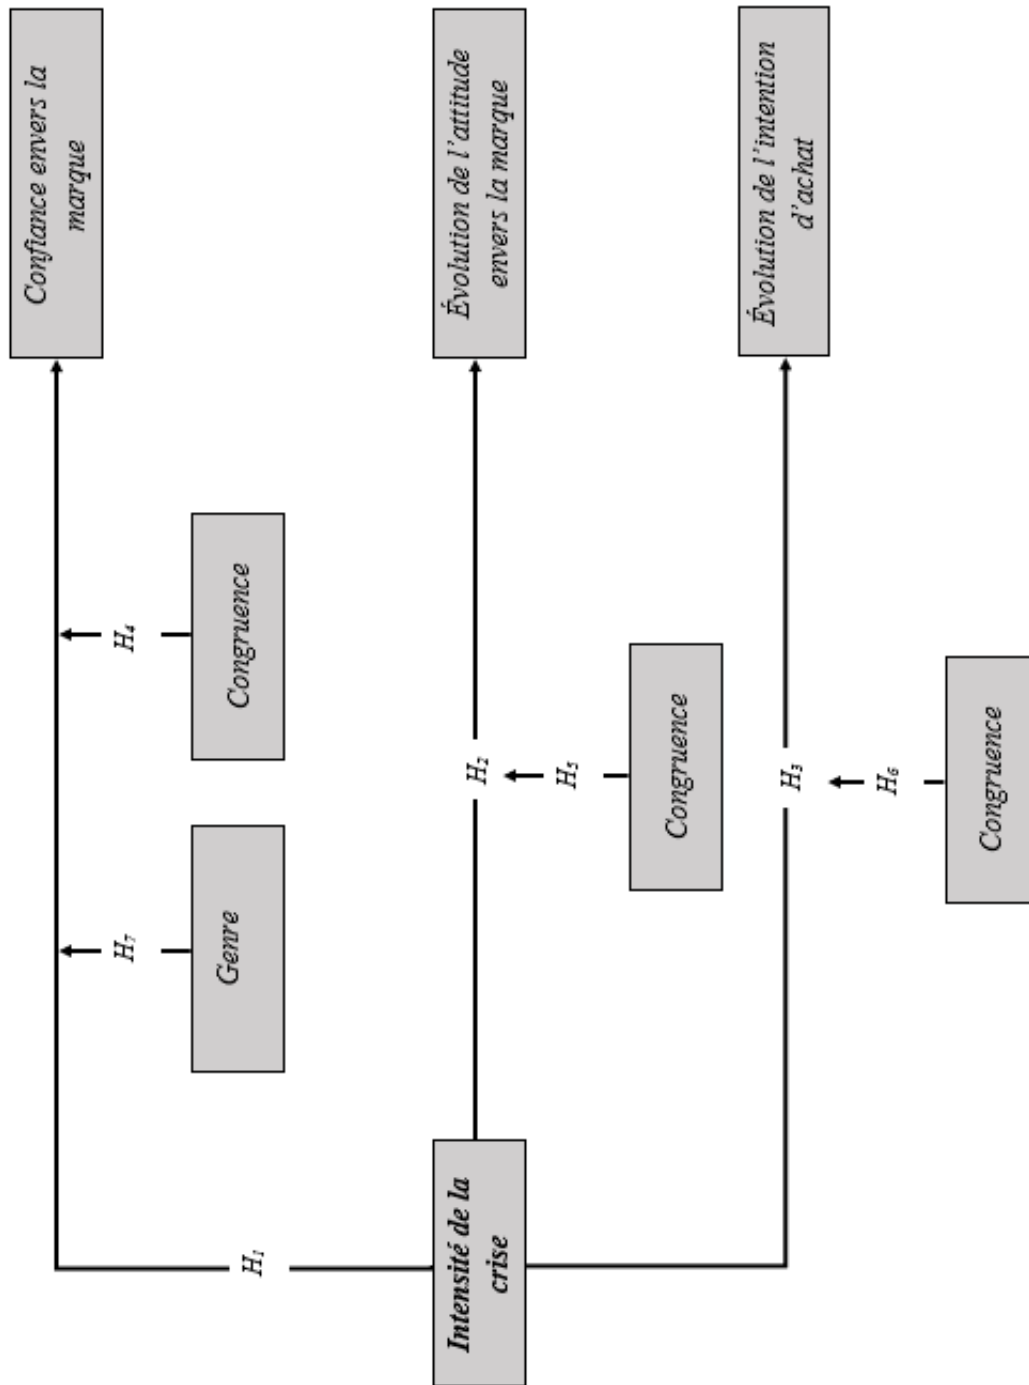 Confiance envers la
marque
H₇
H₄
Genre
Congruence
H₁
Intensité de la
crise
H₂
Évolution de l'attitude
envers la marque
H₅
Congruence
H₃
Évolution de l'intention
d'achat
H₆
Congruence